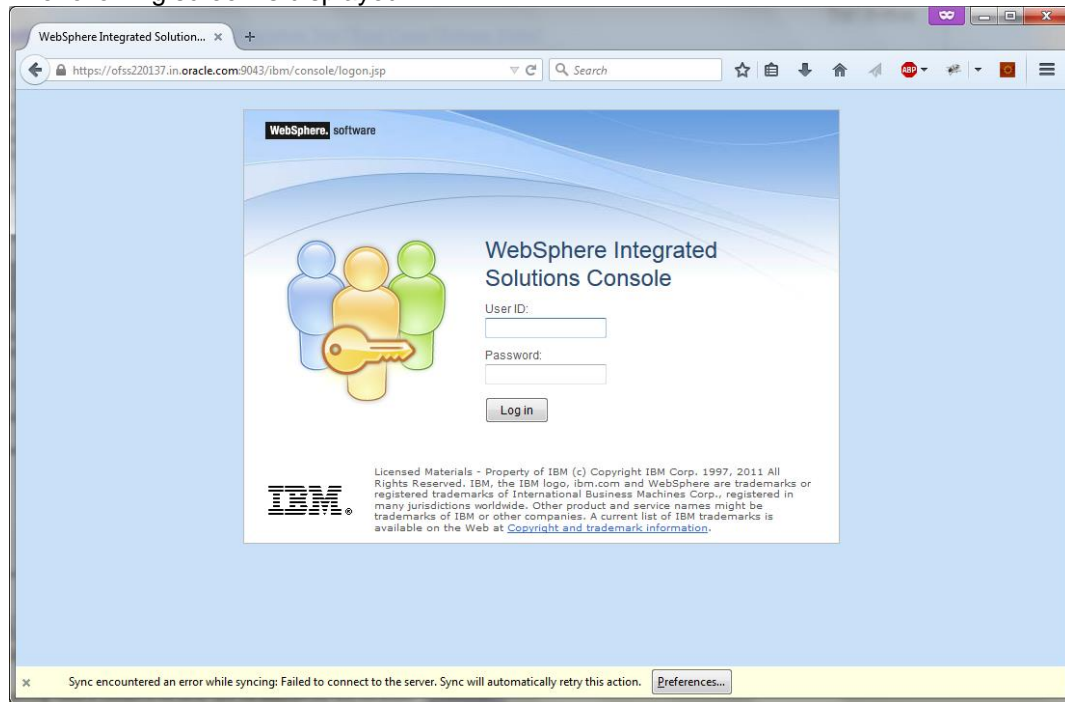 WebSphere Integrated Solution... × +
https://ofss220137.in.oracle.com:9043/ibm/console/logon.jsp Search ABP
WebSphere. software
WebSphere Integrated
Solutions Console
User ID:
Password:
Log in
Licensed Materials - Property of IBM (c) Copyright IBM Corp. 1997, 2011 All
Rights Reserved. IBM, the IBM logo, ibm.com and WebSphere are trademarks or
registered trademarks of International Business Machines Corp., registered in
many jurisdictions worldwide. Other product and service names might be
trademarks of IBM or other companies. A current list of IBM trademarks is
available on the Web at Copyright and trademark information.
IBM®
× Sync encountered an error while syncing: Failed to connect to the server. Sync will automatically retry this action. Preferences...